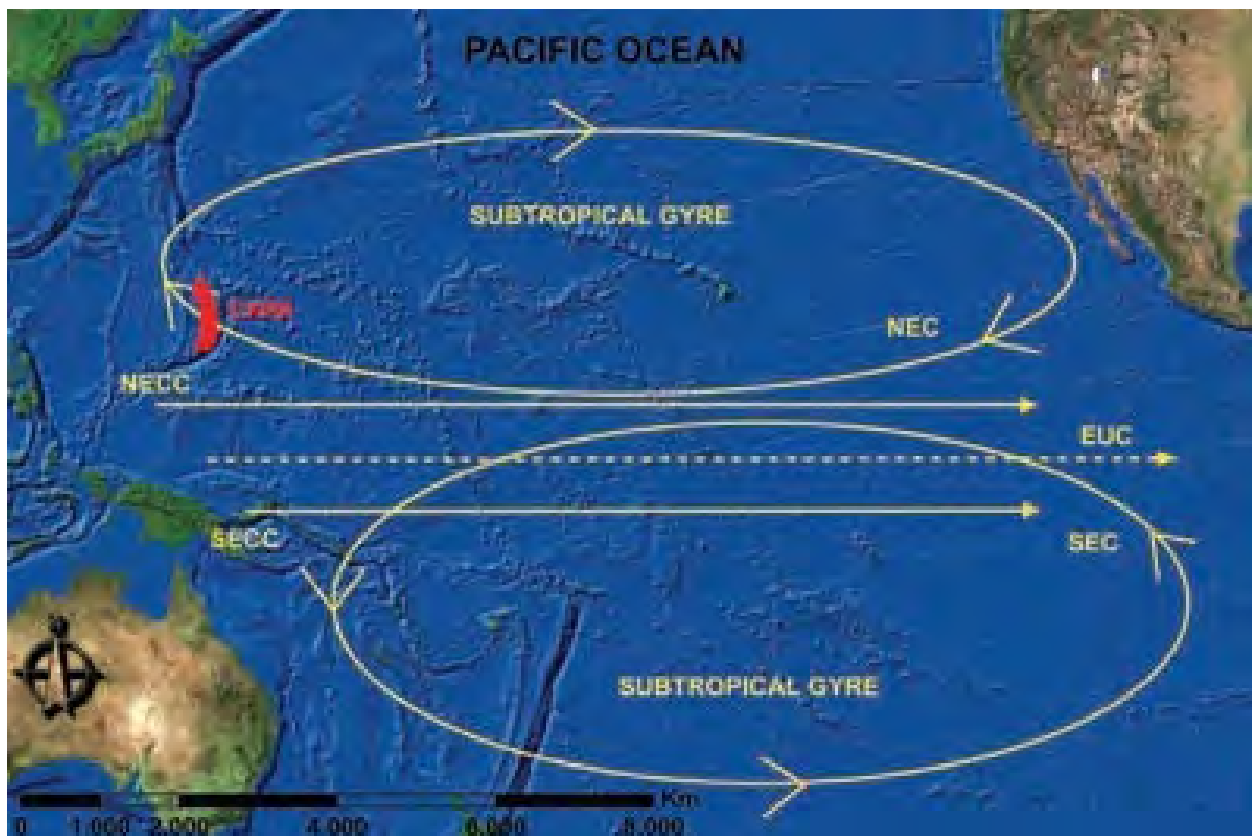 PACIFIC OCEAN
SUBTROPICAL GYRE
NEC
NECC
EUC
SECC
SEC
SUBTROPICAL GYRE
Km
0 1.000 2.000 4.000 6.000 8.000